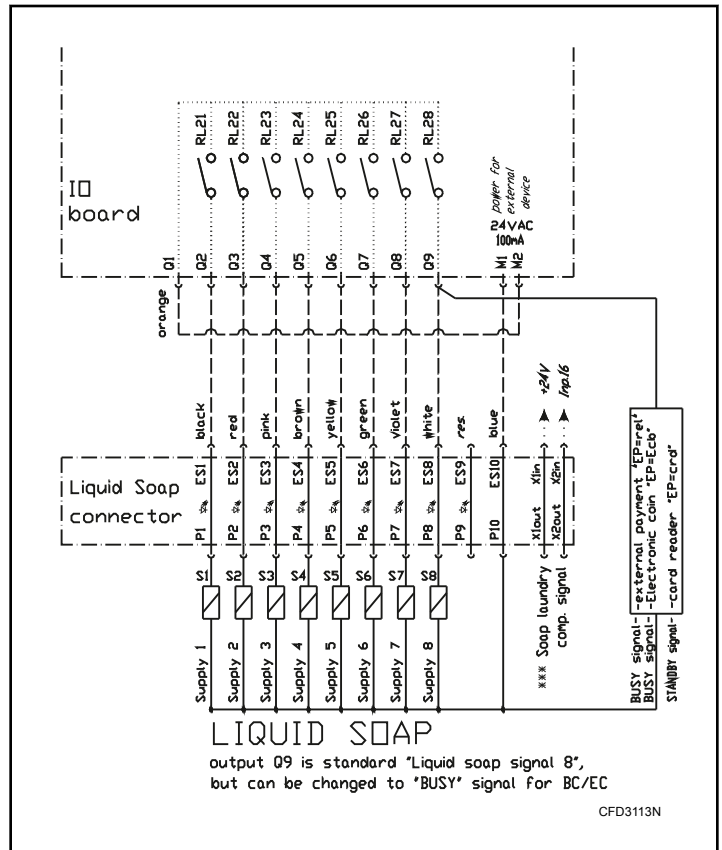 RL21 RL22 RL23 RL24 RL25 RL26 RL27 RL28
IO
board
power for
external
device
24VAC
100mA
Q1 Q2 Q3 Q4 Q5 Q6 Q7 Q8 Q9 M1 M2
orange
black red pink brown yellow green violet white res. blue +24V Inp.16
Liquid Soap
connector
ES1 ES2 ES3 ES4 ES5 ES6 ES7 ES8 ES9 ES10 X1in X2in
P1 P2 P3 P4 P5 P6 P7 P8 P9 P10 X1out X2out
S1 S2 S3 S4 S5 S6 S7 S8
Supply 1 Supply 2 Supply 3 Supply 4 Supply 5 Supply 6 Supply 7 Supply 8
*** Soap laundry
comp. signal
BUSY signal- -external payment "EP=rel"
BUSY signal- -Electronic coin "EP=Ecb"
STANDBY signal- -card reader "EP=crd"
LIQUID SOAP
output Q9 is standard "Liquid soap signal 8",
but can be changed to "BUSY" signal for BC/EC
CFD3113N